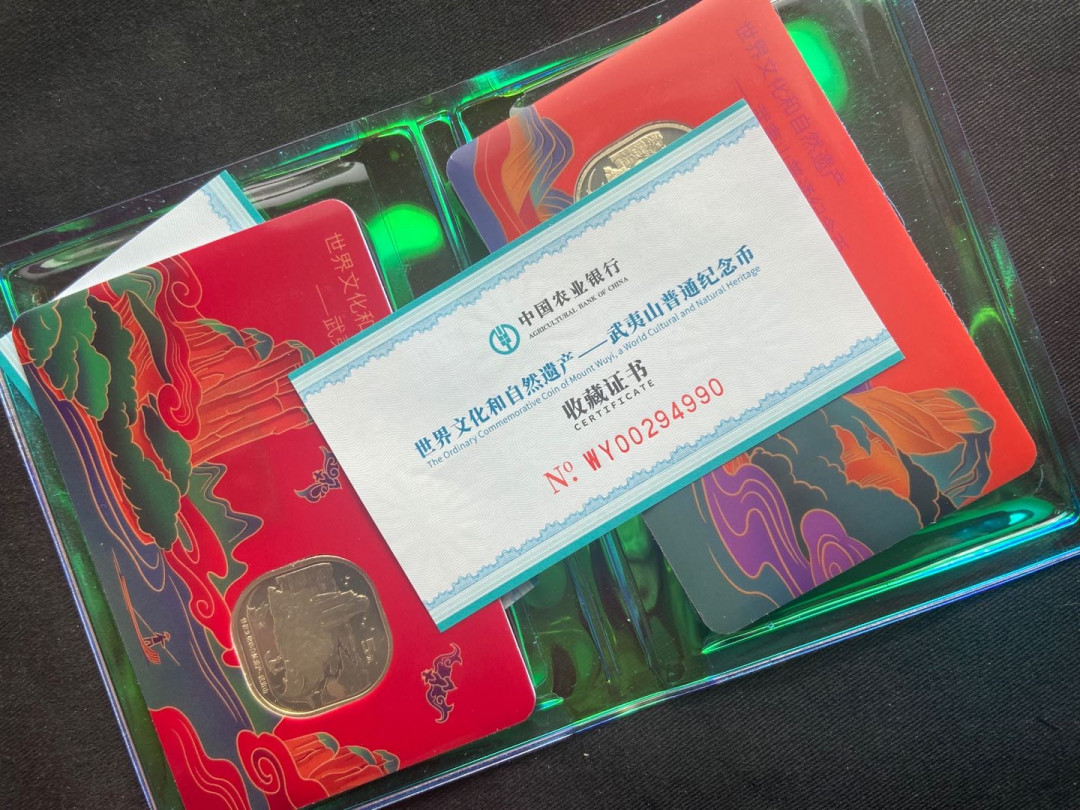 世界文化和自然遗产
世界文化和
— 武夷
中国农业银行
AGRICULTURAL BANK OF CHINA
世界文化和自然遗产——武夷山普通纪念币
The Ordinary Commemorative Coin of Mount Wuyi, a World Cultural and Natural Heritage
收藏证书
CERTIFICATE
No. WY00294990